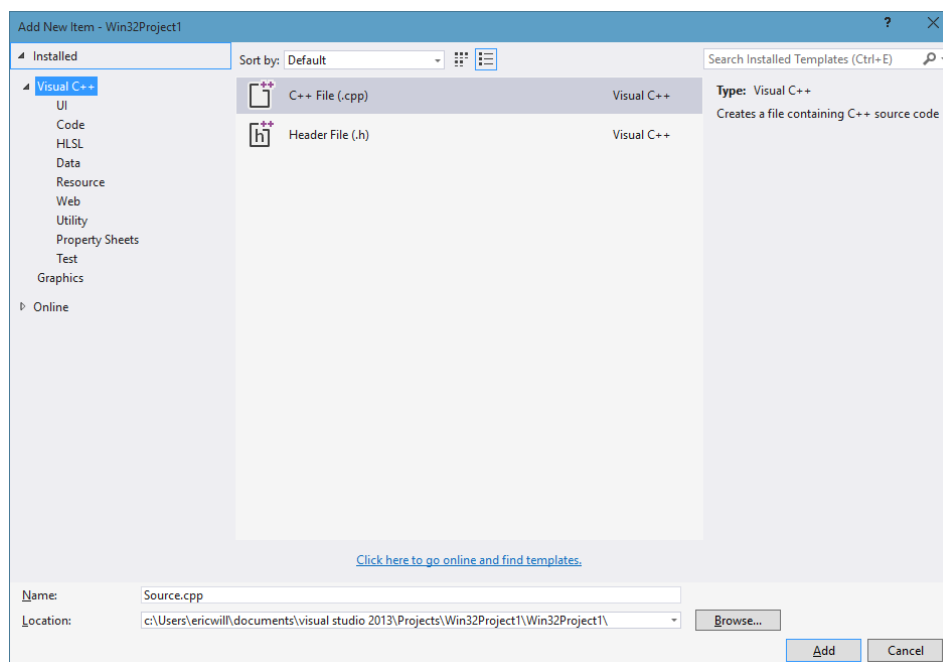 Add New Item - Win32Project1 ? ×
Installed
Sort by: Default
Search Installed Templates (Ctrl+E)
Visual C++
UI
Code
HLSL
Data
Resource
Web
Utility
Property Sheets
Test
Graphics
Online
C++ File (.cpp) Visual C++
Header File (.h) Visual C++
Type: Visual C++
Creates a file containing C++ source code
Click here to go online and find templates.
Name: Source.cpp
Location: c:\Users\ericwill\documents\visual studio 2013\Projects\Win32Project1\Win32Project1\
Browse...
Add Cancel